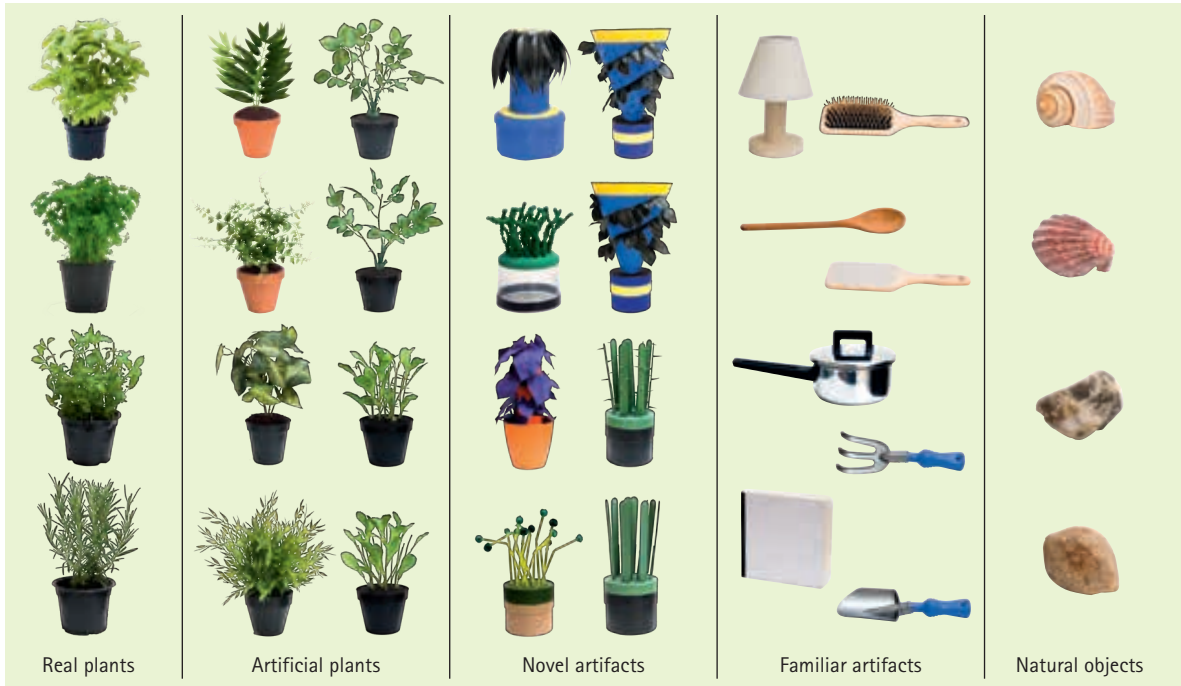 Real plants
Artificial plants
Novel artifacts
Familiar artifacts
Natural objects